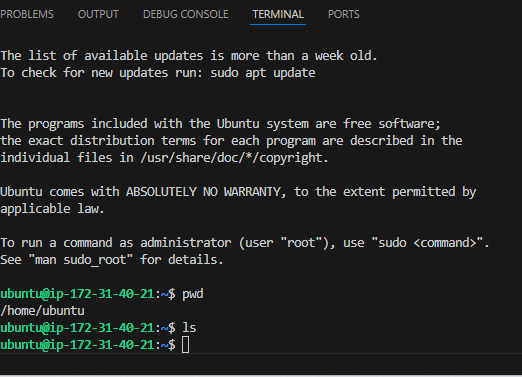 PROBLEMS OUTPUT DEBUG CONSOLE TERMINAL PORTS
The list of available updates is more than a week old.
To check for new updates run: sudo apt update
The programs included with the Ubuntu system are free software;
the exact distribution terms for each program are described in the
individual files in /usr/share/doc/*/copyright.
Ubuntu comes with ABSOLUTELY NO WARRANTY, to the extent permitted by
applicable law.
To run a command as administrator (user "root"), use "sudo <command>".
See "man sudo_root" for details.
ubuntu@ip-172-31-40-21:~$ pwd
/home/ubuntu
ubuntu@ip-172-31-40-21:~$ ls
ubuntu@ip-172-31-40-21:~$